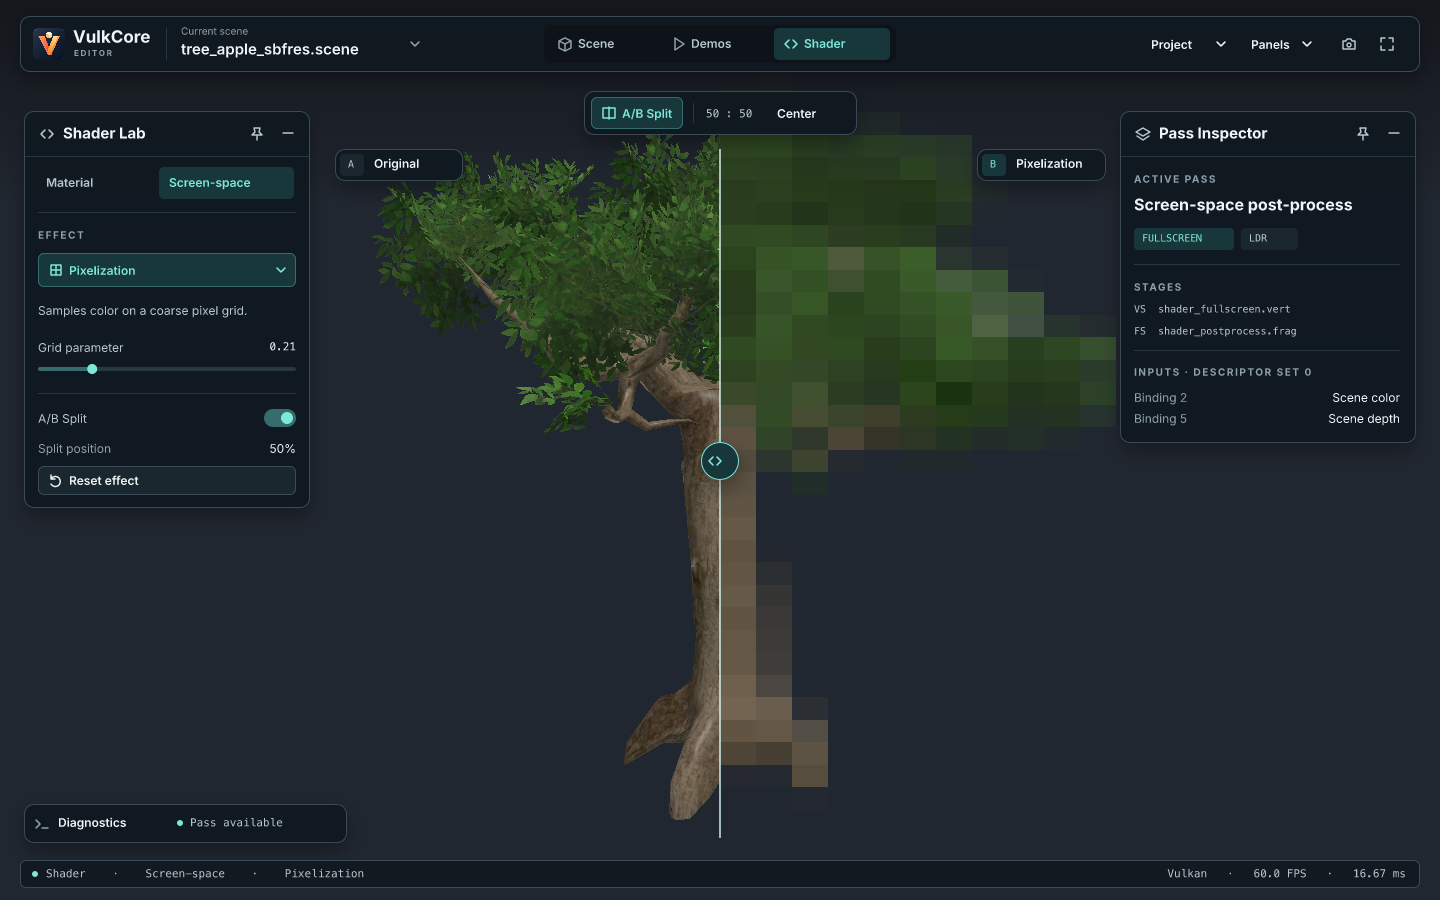 VulkCore
EDITOR
Current scene
tree_apple_sbfres.scene
Scene
Demos
Shader
Project
Panels
A/B Split
50 : 50
Center
Shader Lab
Material
Screen-space
EFFECT
Pixelization
Samples color on a coarse pixel grid.
Grid parameter
0.21
A/B Split
Split position
50%
Reset effect
A
Original
B
Pixelization
Pass Inspector
ACTIVE PASS
Screen-space post-process
FULLSCREEN
LDR
STAGES
VS shader_fullscreen.vert
FS shader_postprocess.frag
INPUTS · DESCRIPTOR SET 0
Binding 2
Scene color
Binding 5
Scene depth
Diagnostics
Pass available
Shader · Screen-space · Pixelization
Vulkan · 60.0 FPS · 16.67 ms